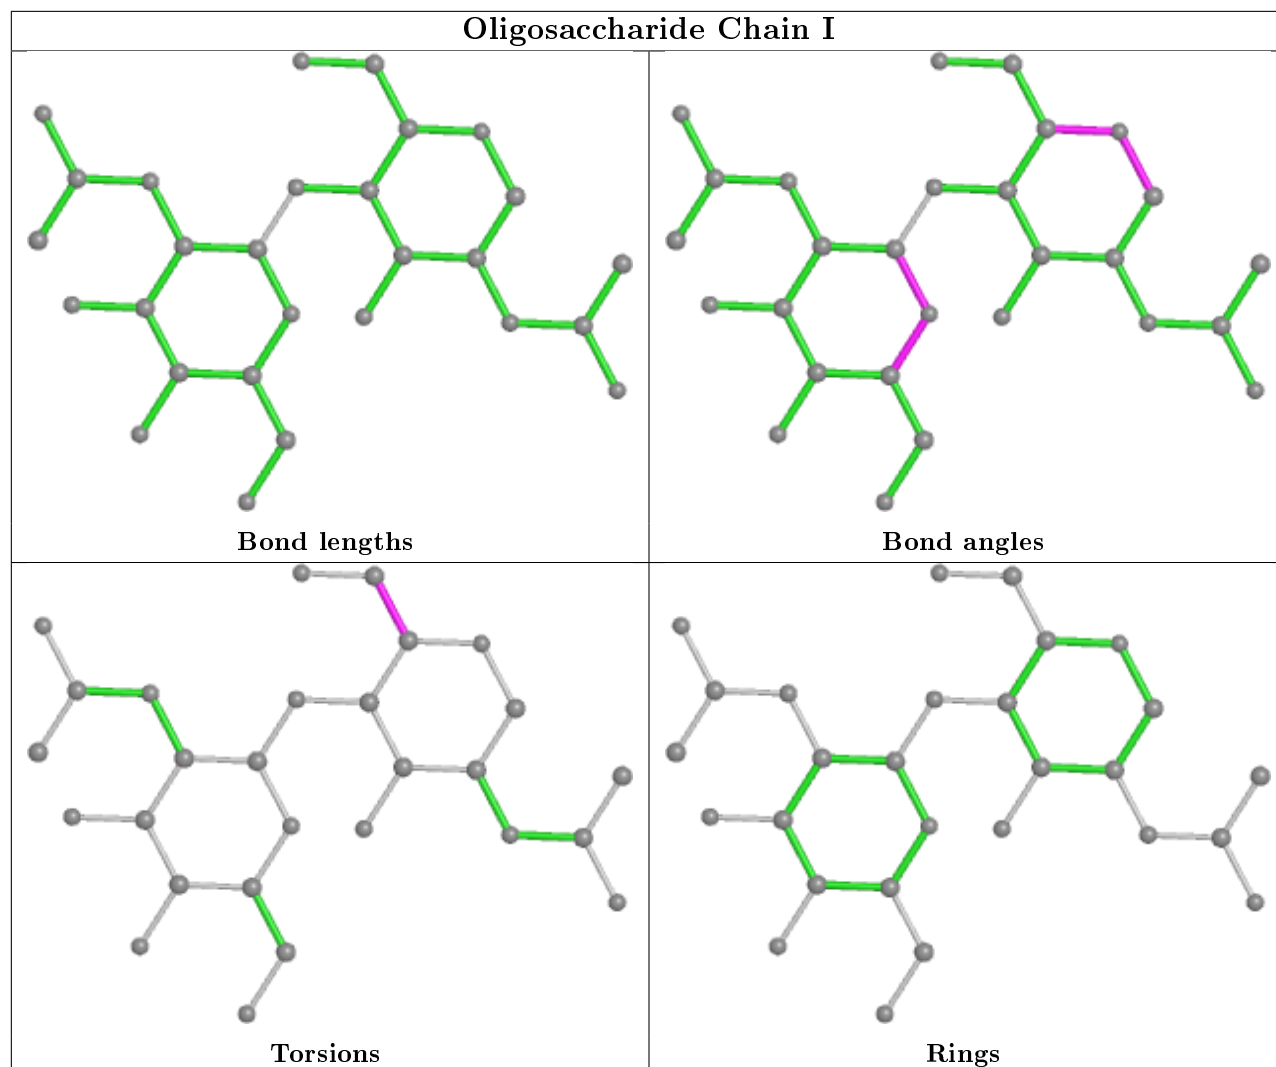 Oligosaccharide Chain I
Bond lengths
Bond angles
Torsions
Rings